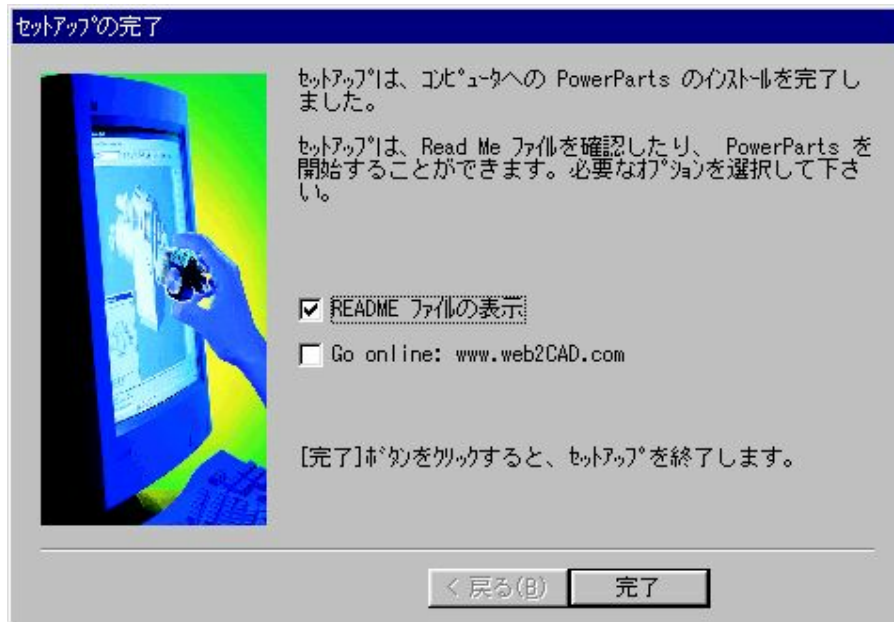 ｾｯﾄｱｯﾌﾟの完了
ｾｯﾄｱｯﾌﾟは、ｺﾝﾋﾟｭｰﾀへの PowerParts のｲﾝｽﾄｰﾙを完了し
ました。
ｾｯﾄｱｯﾌﾟは、Read Me ﾌｧｲﾙを確認したり、 PowerParts を
開始することができます。必要なｵﾌﾟｼｮﾝを選択して下さ
い。
README ﾌｧｲﾙの表示
Go online: www.web2CAD.com
[完了]ﾎﾞﾀﾝをｸﾘｯｸすると、ｾｯﾄｱｯﾌﾟを終了します。
< 戻る(B)
完了